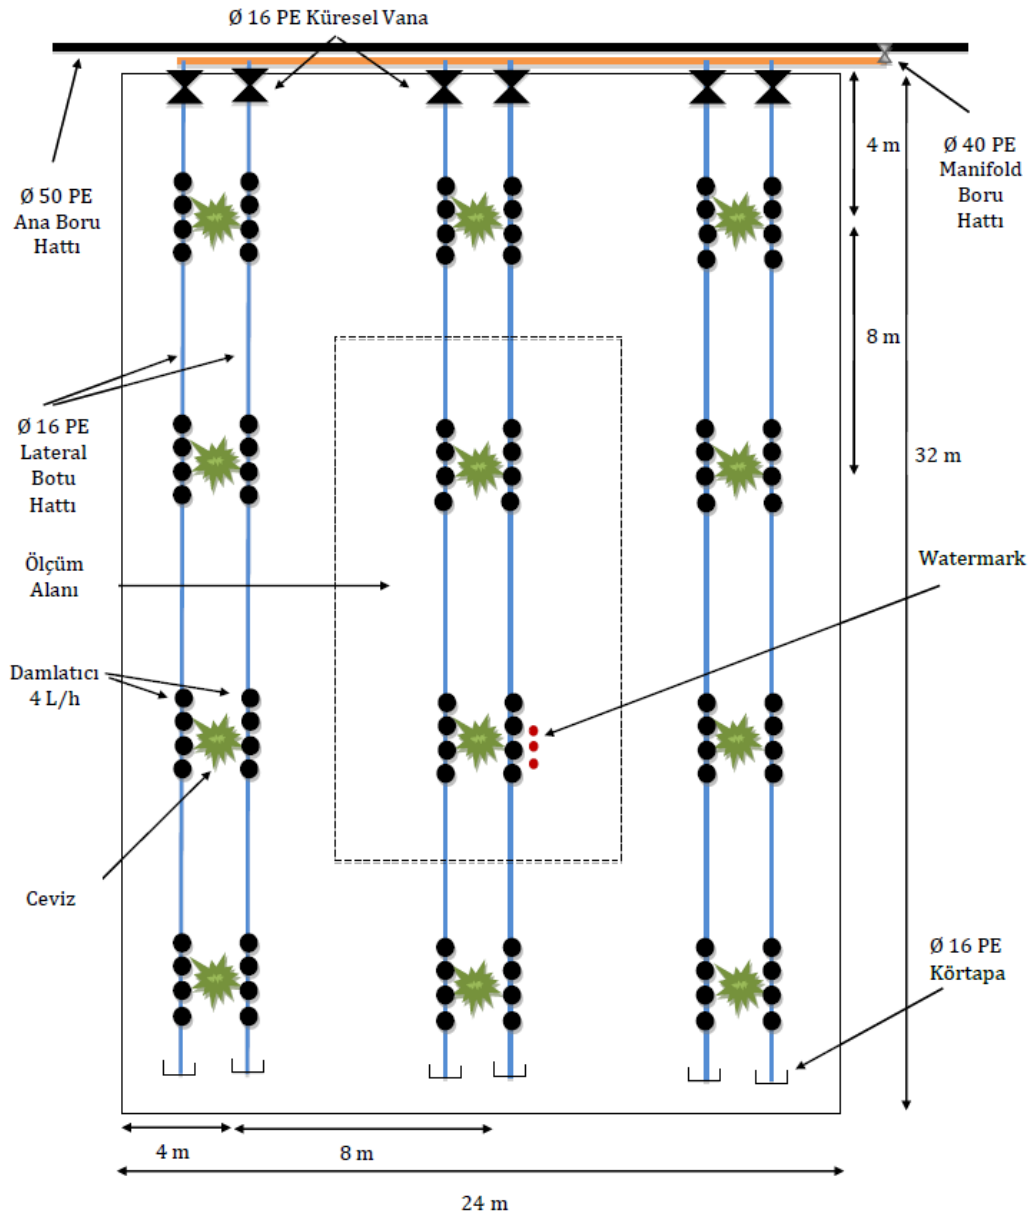 Ø 16 PE Küresel Vana
Ø 50 PE
Ana Boru
Hattı
4 m
Ø 40 PE
Manifold
Boru
Hattı
8 m
Ø 16 PE
Lateral
Botu
Hattı
32 m
Ölçüm
Alanı
Watermark
Damlatıcı
4 L/h
Ceviz
Ø 16 PE
Körtapa
4 m
8 m
24 m